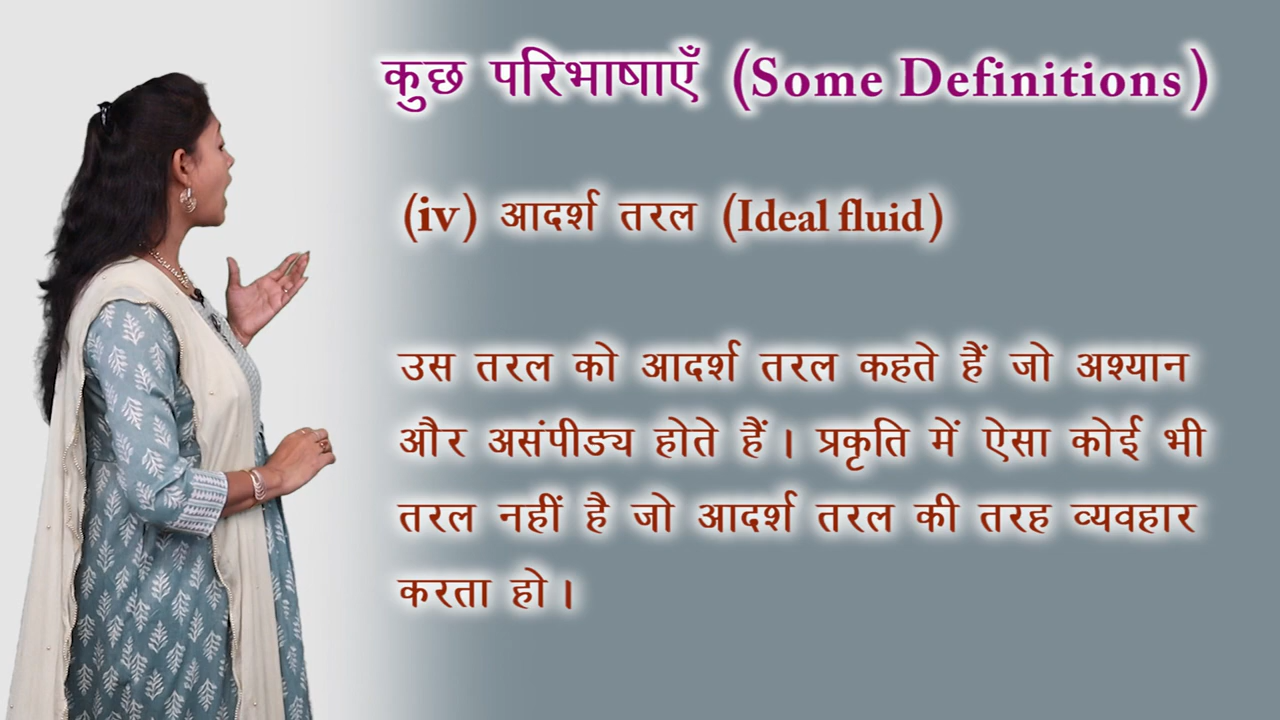 कुछ परिभाषाएँ (Some Definitions)
(iv) आदर्श तरल (Ideal fluid)
उस तरल को आदर्श तरल कहते हैं जो अश्यान
और असंपीड्य होते हैं। प्रकृति में ऐसा कोई भी
तरल नहीं है जो आदर्श तरल की तरह व्यवहार
करता हो।